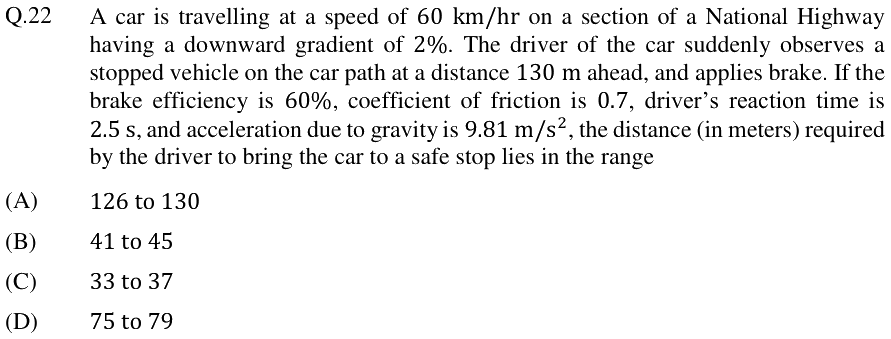 Q.22 A car is travelling at a speed of 60 km/hr on a section of a National Highway
having a downward gradient of 2%. The driver of the car suddenly observes a
stopped vehicle on the car path at a distance 130 m ahead, and applies brake. If the
brake efficiency is 60%, coefficient of friction is 0.7, driver's reaction time is
2.5 s, and acceleration due to gravity is 9.81 m/s², the distance (in meters) required
by the driver to bring the car to a safe stop lies in the range
(A) 126 to 130
(B) 41 to 45
(C) 33 to 37
(D) 75 to 79